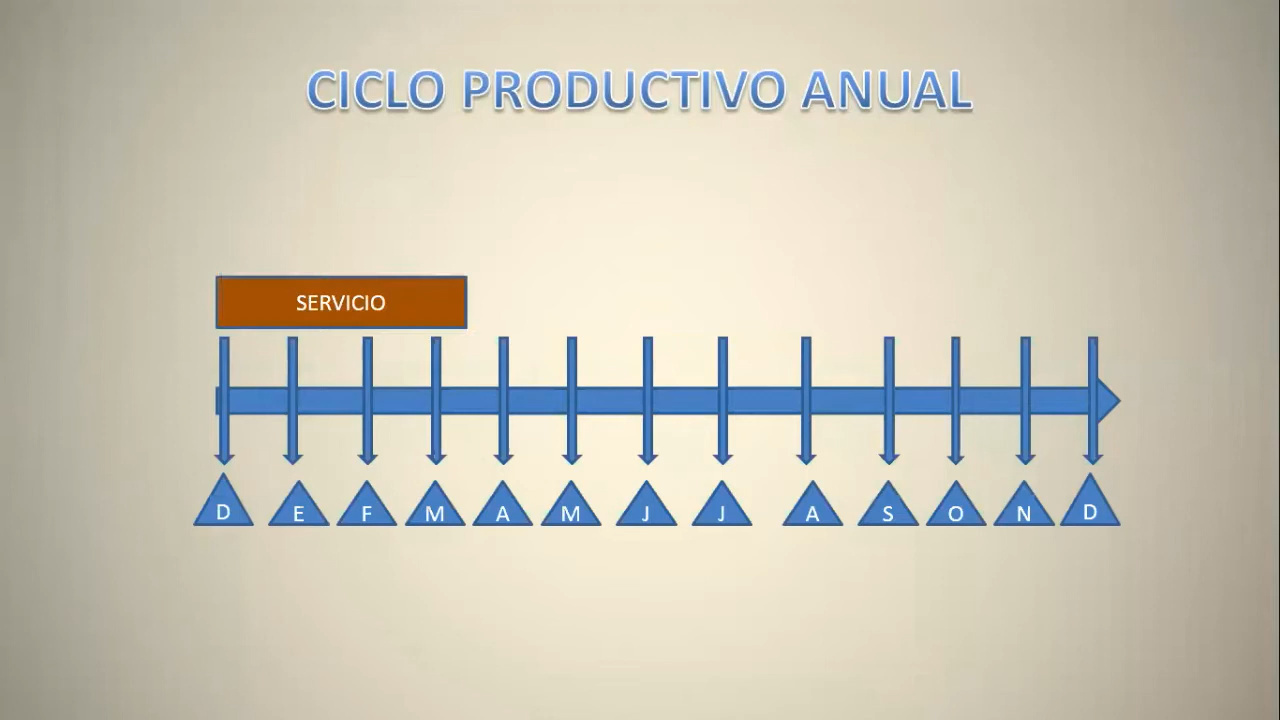 CICLO PRODUCTIVO ANUAL
SERVICIO
D E F M A M J J A S O N D